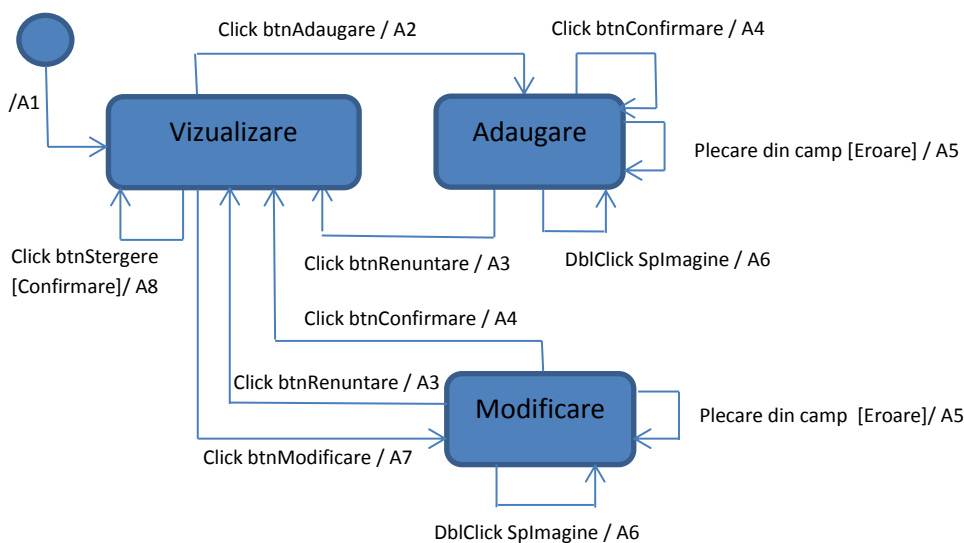 Click btnAdaugare / A2
Click btnConfirmare / A4
/A1
Vizualizare
Adaugare
Plecare din camp [Eroare] / A5
Click btnStergere
[Confirmare]/ A8
Click btnRenuntare / A3
DblClick SpImagine / A6
Click btnConfirmare / A4
Click btnRenuntare / A3
Modificare
Plecare din camp  [Eroare]/ A5
Click btnModificare / A7
DblClick SpImagine / A6